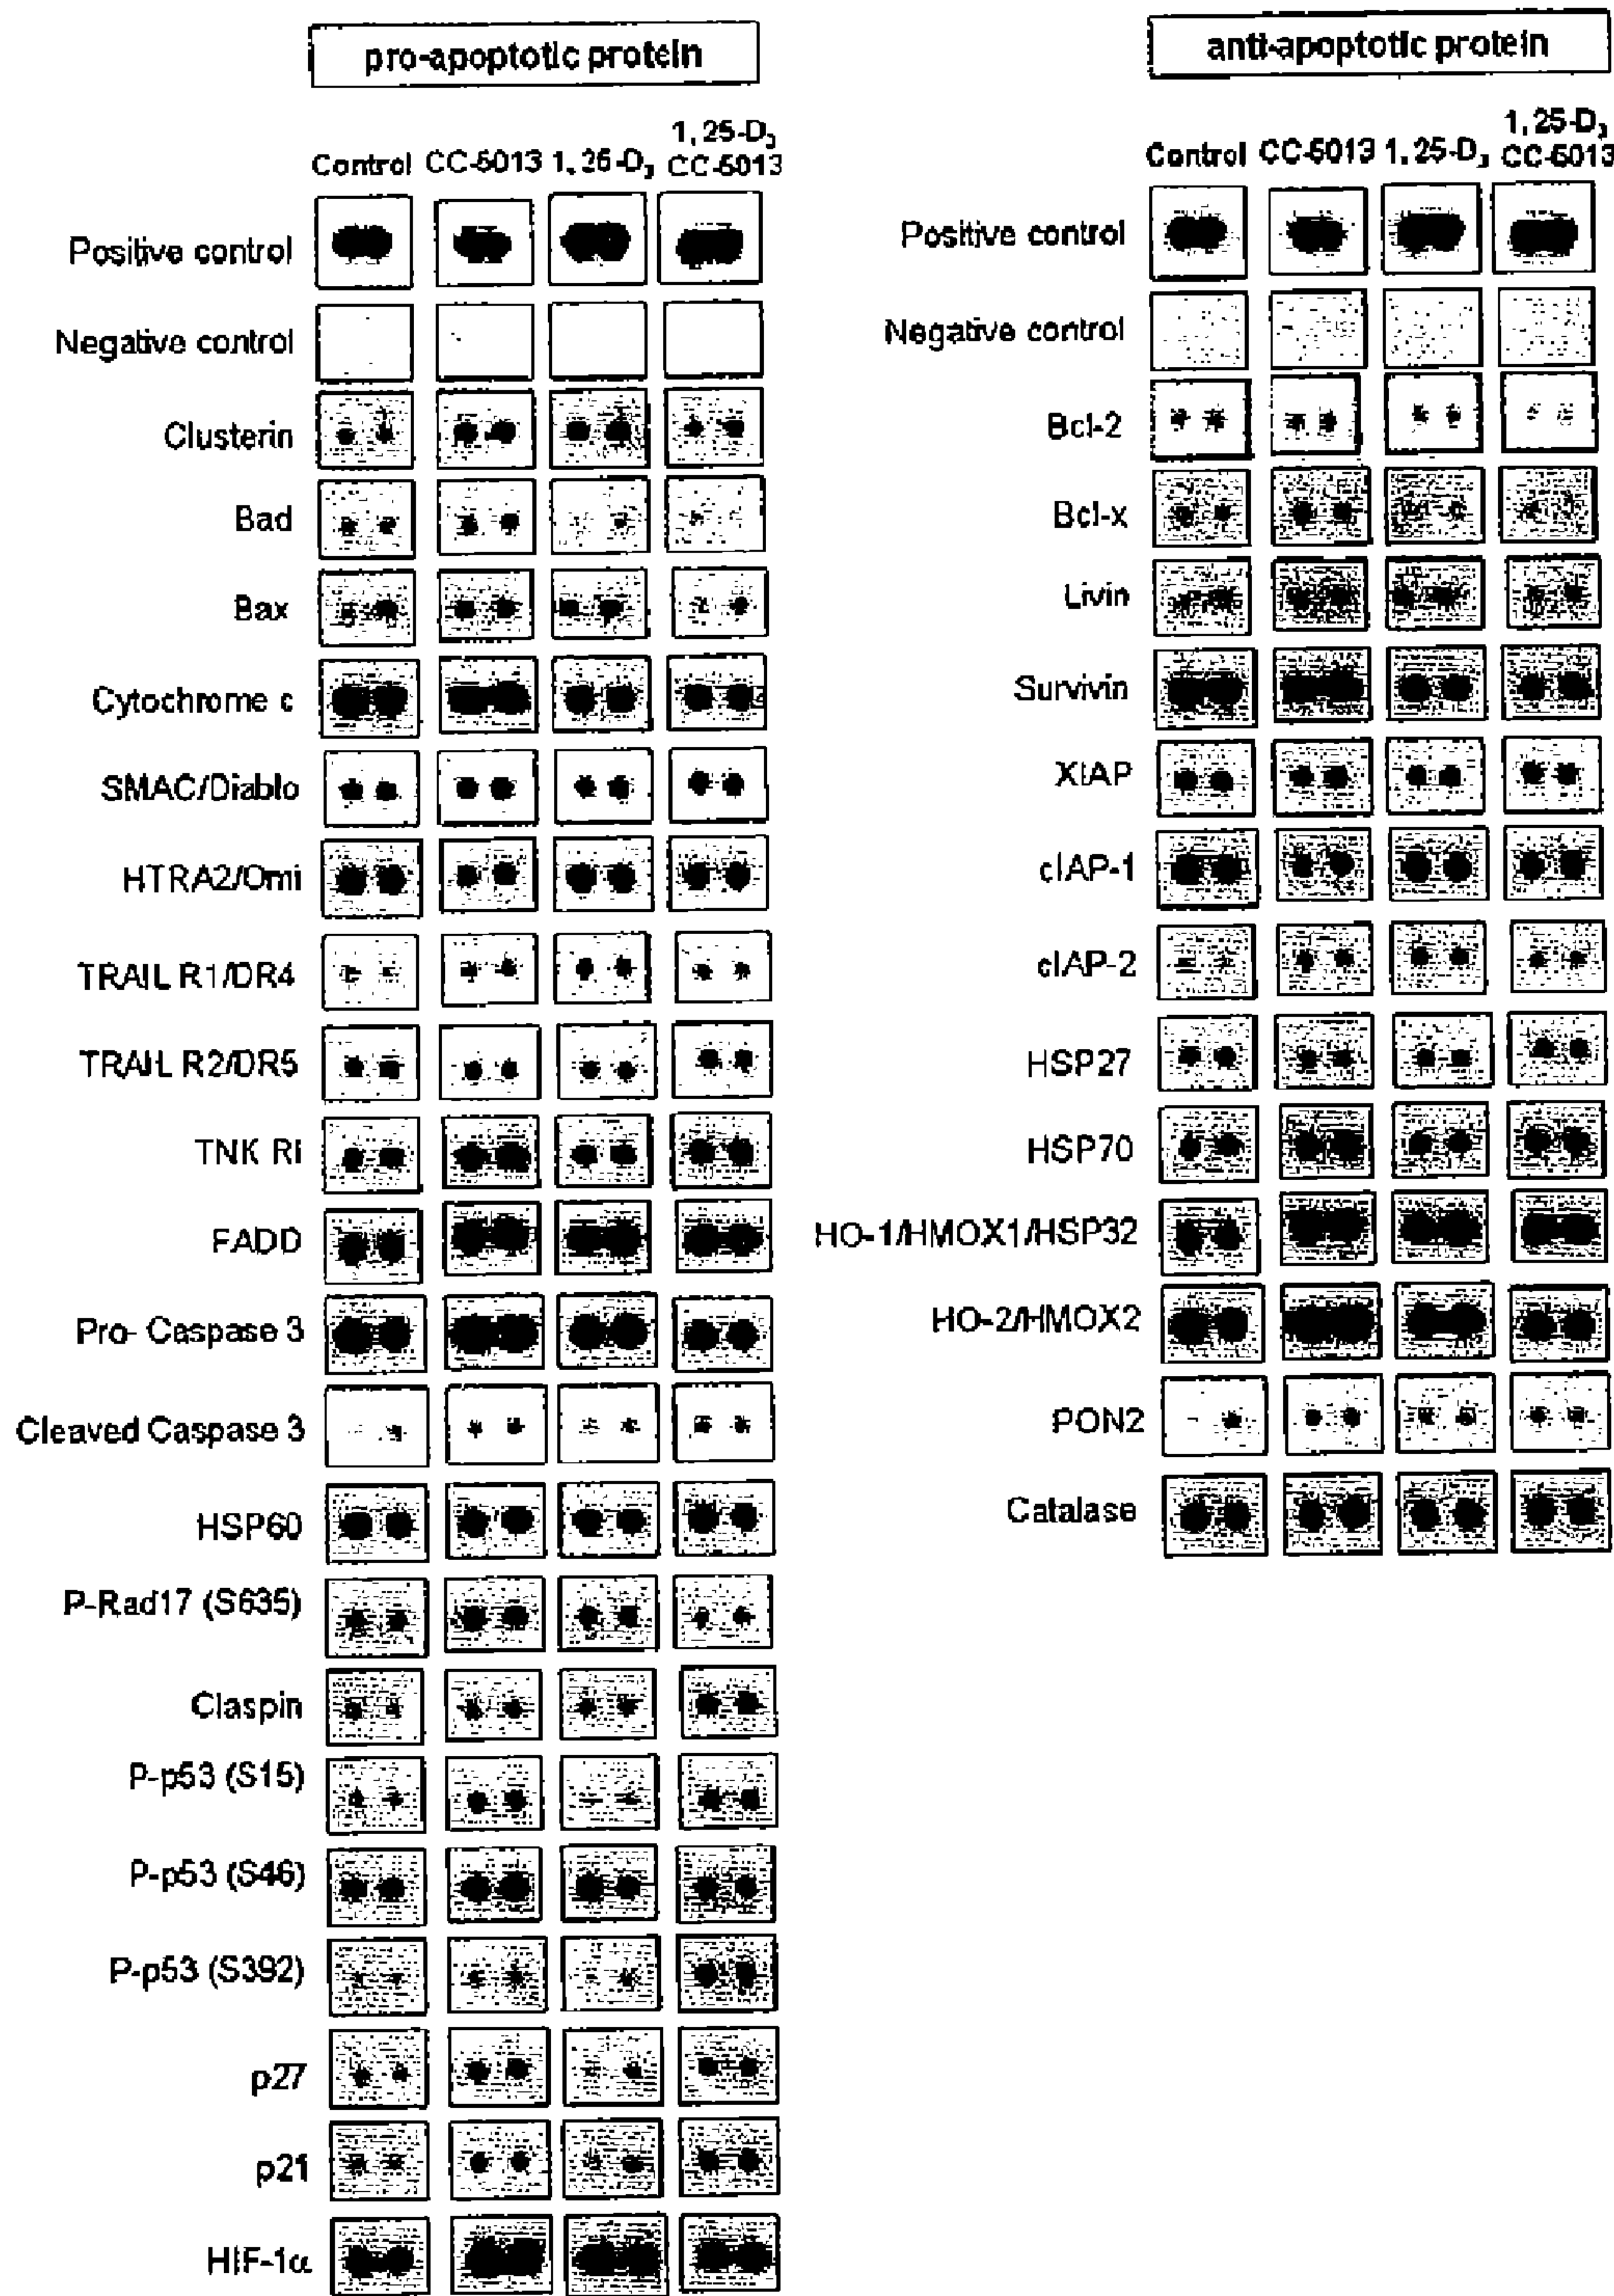 pro-apoptotic protein
Control CC-5013 1, 25-D3 1, 25-D3 CC-5013
Positive control
Negative control
Clusterin
Bad
Bax
Cytochrome c
SMAC/Diablo
HTRA2/Omi
TRAIL R1/DR4
TRAIL R2/DR5
TNK RI
FADD
Pro- Caspase 3
Cleaved Caspase 3
HSP60
P-Rad17 (S635)
Claspin
P-p53 (S15)
P-p53 (S46)
P-p53 (S392)
p27
p21
HIF-1α
anti-apoptotic protein
Control CC-5013 1, 25-D3 1, 25-D3 CC-5013
Positive control
Negative control
Bcl-2
Bcl-x
Livin
Survivin
XIAP
cIAP-1
cIAP-2
HSP27
HSP70
HO-1/HMOX1/HSP32
HO-2/HMOX2
PON2
Catalase